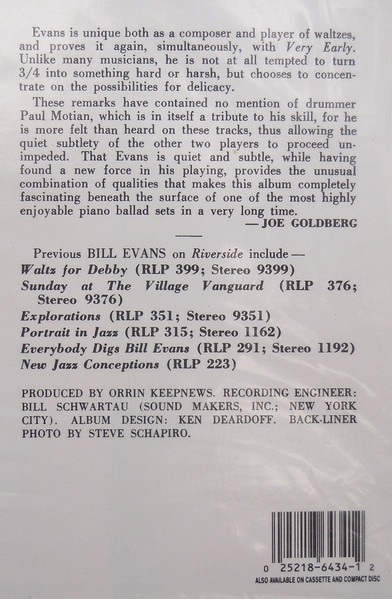 Evans is unique both as a composer and player of waltzes,
and proves it again, simultaneously, with Very Early.
Unlike many musicians, he is not at all tempted to turn
3/4 into something hard or harsh, but chooses to concen-
trate on the possibilities for delicacy.
These remarks have contained no mention of drummer
Paul Motian, which is in itself a tribute to his skill, for he
is more felt than heard on these tracks, thus allowing the
quiet subtlety of the other two players to proceed un-
impeded. That Evans is quiet and subtle, while having
found a new force in his playing, provides the unusual
combination of qualities that makes this album completely
fascinating beneath the surface of one of the most highly
enjoyable piano ballad sets in a very long time.
—JOE GOLDBERG
Previous BILL EVANS on Riverside include—
Waltz for Debby (RLP 399; Stereo 9399)
Sunday at The Village Vanguard (RLP 376;
Stereo 9376)
Explorations (RLP 351; Stereo 9351)
Portrait in Jazz (RLP 315; Stereo 1162)
Everybody Digs Bill Evans (RLP 291; Stereo 1192)
New Jazz Conceptions (RLP 223)
PRODUCED BY ORRIN KEEPNEWS. RECORDING ENGINEER:
BILL SCHWARTAU (SOUND MAKERS, INC.; NEW YORK
CITY). ALBUM DESIGN: KEN DEARDOFF. BACK-LINER
PHOTO BY STEVE SCHAPIRO.
0 25218-6434-1 2
ALSO AVAILABLE ON CASSETTE AND COMPACT DISC